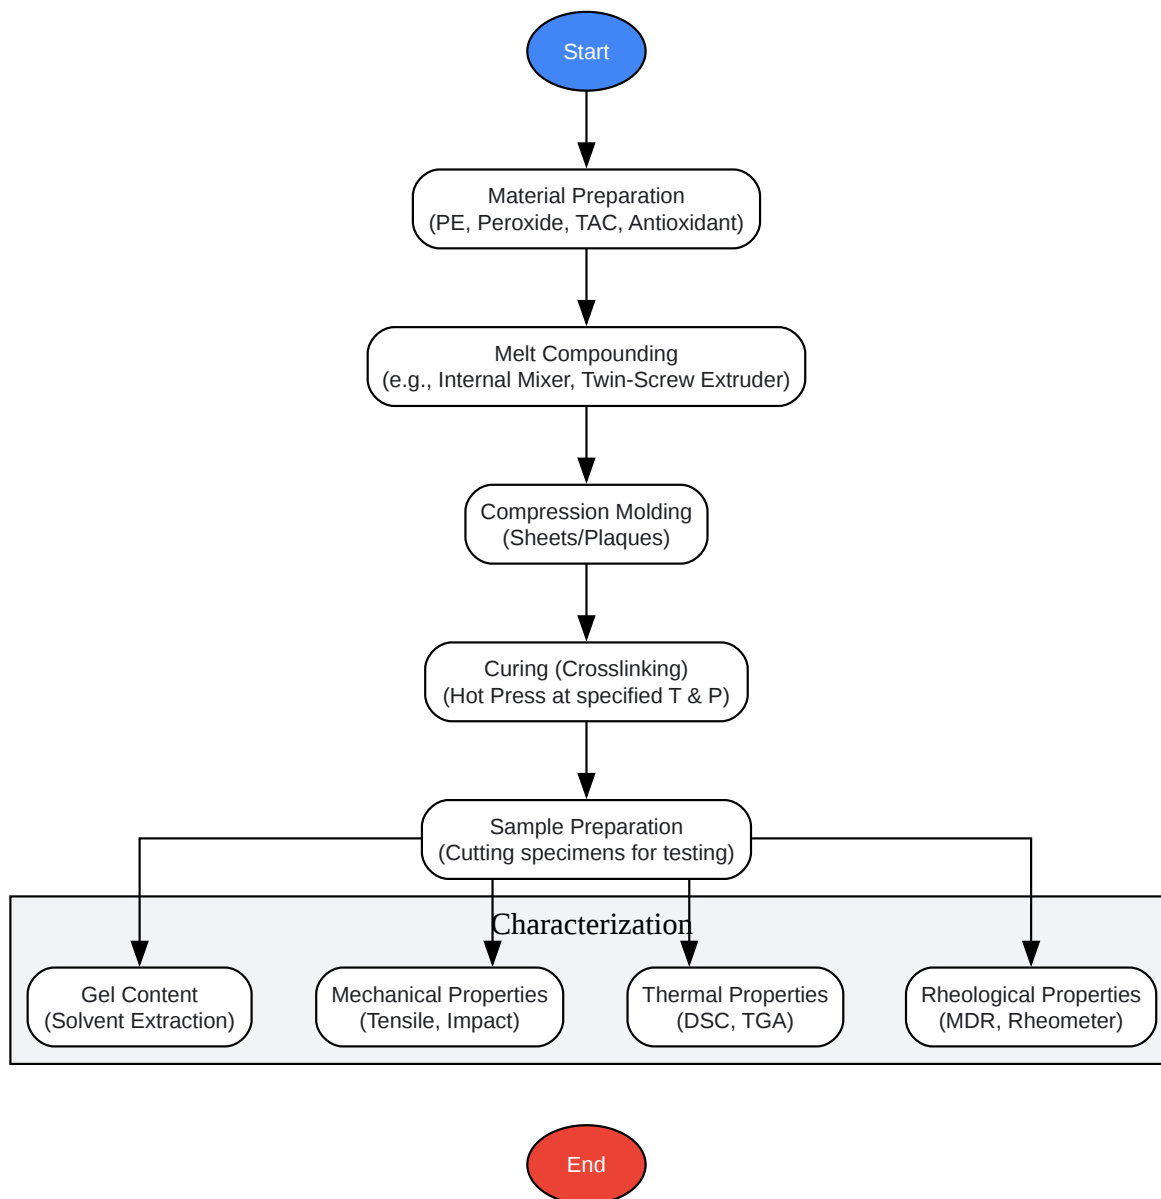 Start
Material Preparation
(PE, Peroxide, TAC, Antioxidant)
Melt Compounding
(e.g., Internal Mixer, Twin-Screw Extruder)
Compression Molding
(Sheets/Plaques)
Curing (Crosslinking)
(Hot Press at specified T & P)
Sample Preparation
(Cutting specimens for testing)
Characterization
Gel Content
(Solvent Extraction)
Mechanical Properties
(Tensile, Impact)
Thermal Properties
(DSC, TGA)
Rheological Properties
(MDR, Rheometer)
End